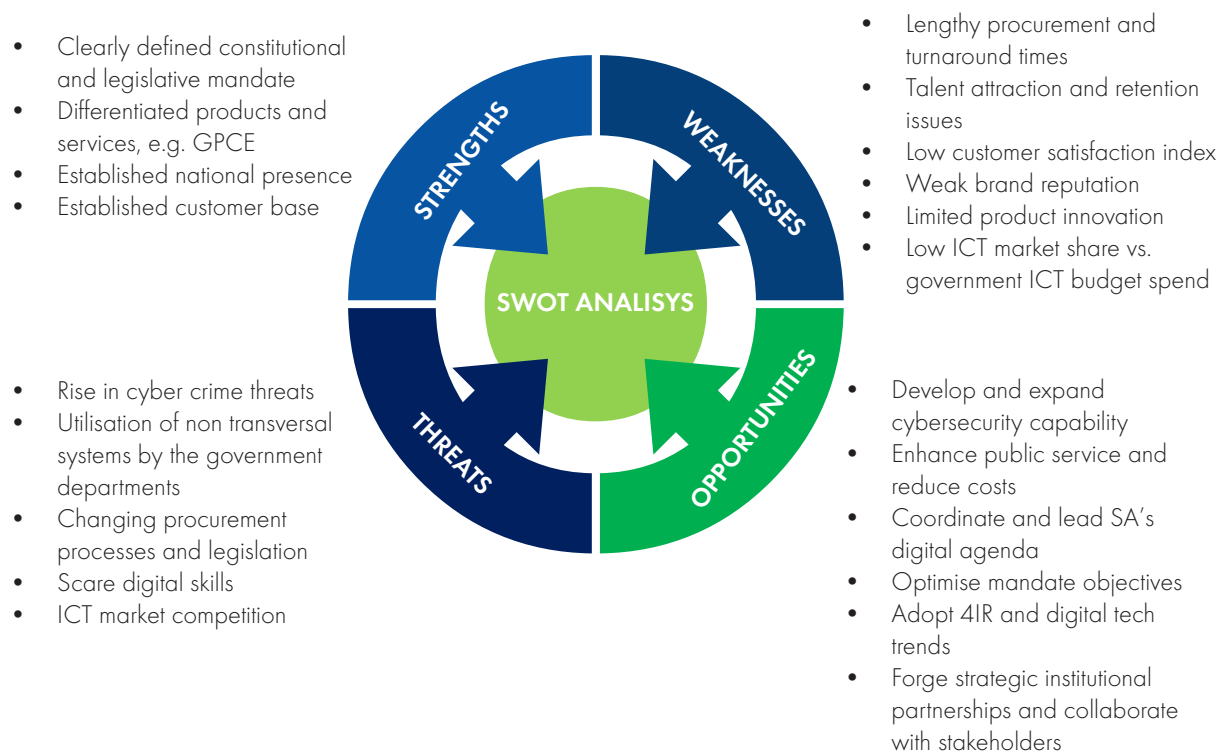 • Clearly defined constitutional
and legislative mandate
• Differentiated products and
services, e.g. GPCE
• Established national presence
• Established customer base
• Lengthy procurement and
turnaround times
• Talent attraction and retention
issues
• Low customer satisfaction index
• Weak brand reputation
• Limited product innovation
• Low ICT market share vs.
government ICT budget spend
STRENGTHS
WEAKNESSES
SWOT ANALISYS
THREATS
OPPORTUNITIES
• Rise in cyber crime threats
• Utilisation of non transversal
systems by the government
departments
• Changing procurement
processes and legislation
• Scare digital skills
• ICT market competition
• Develop and expand
cybersecurity capability
• Enhance public service and
reduce costs
• Coordinate and lead SA’s
digital agenda
• Optimise mandate objectives
• Adopt 4IR and digital tech
trends
• Forge strategic institutional
partnerships and collaborate
with stakeholders